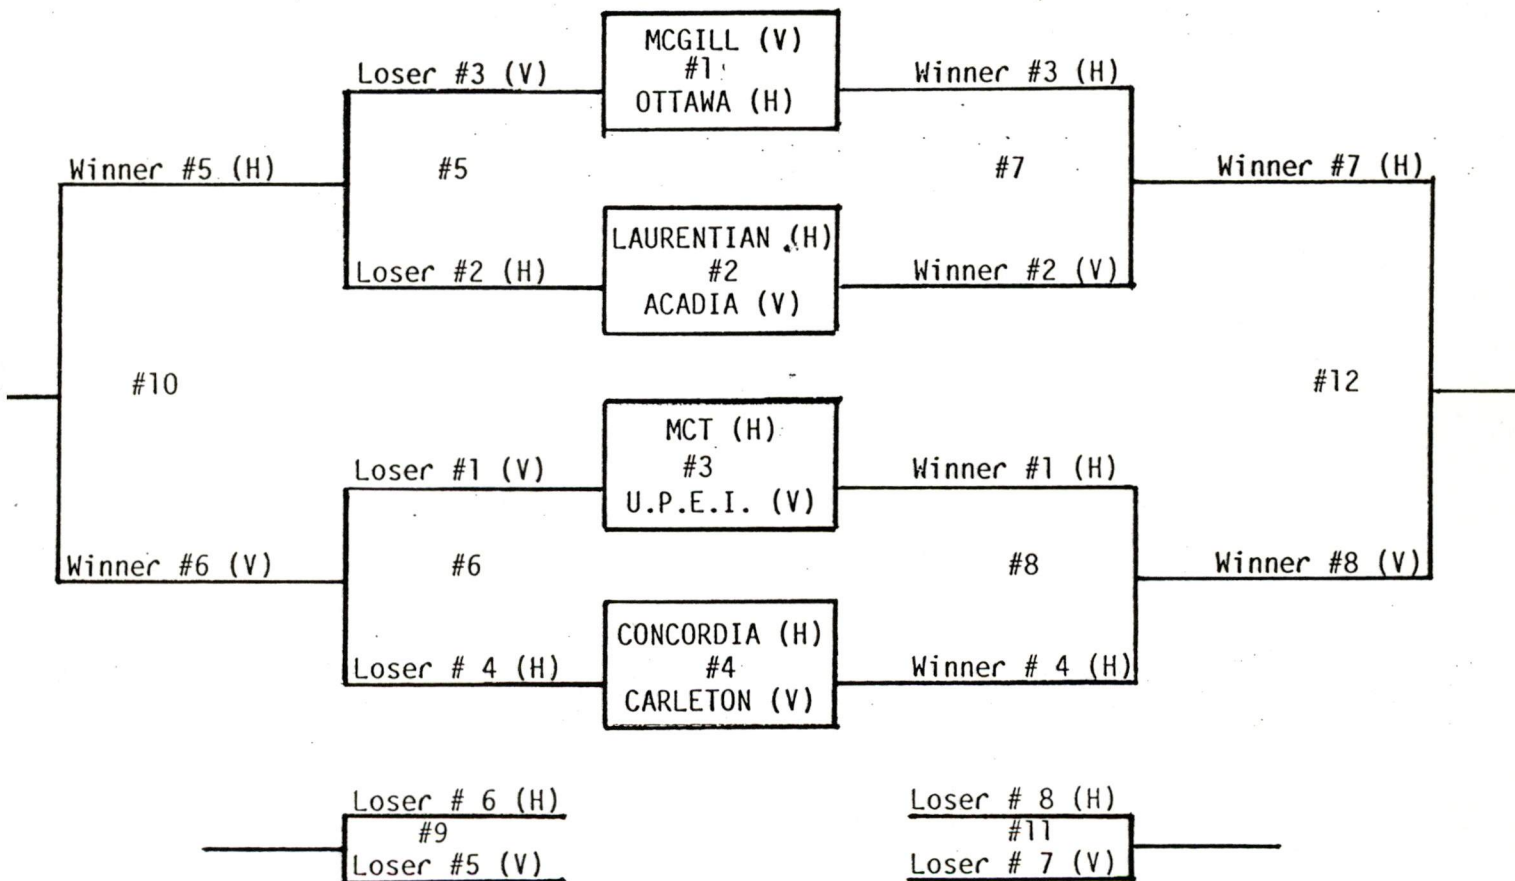 MCGILL (V)
Loser #3 (V)
#1
Winner #3 (H)
OTTAWA (H)
Winner #5 (H)
#5
#7
Winner #7 (H)
LAURENTIAN (H)
Loser #2 (H)
#2
Winner #2 (V)
ACADIA (V)
#10
#12
MCT (H)
Loser #1 (V)
#3
Winner #1 (H)
U.P.E.I. (V)
Winner #6 (V)
#6
#8
Winner #8 (V)
CONCORDIA (H)
Loser # 4 (H)
#4
Winner # 4 (H)
CARLETON (V)
Loser # 6 (H)
#9
Loser #5 (V)
Loser # 8 (H)
#11
Loser # 7 (V)